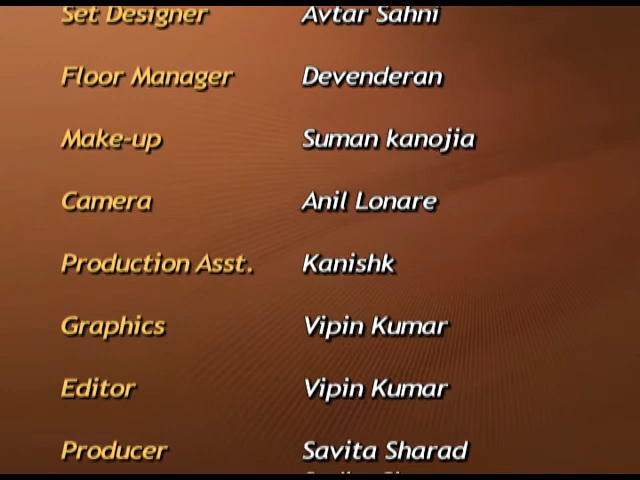 Set Designer Avtar Sahni
Floor Manager Devenderan
Make-up Suman kanojia
Camera Anil Lonare
Production Asst. Kanishk
Graphics Vipin Kumar
Editor Vipin Kumar
Producer Savita Sharad